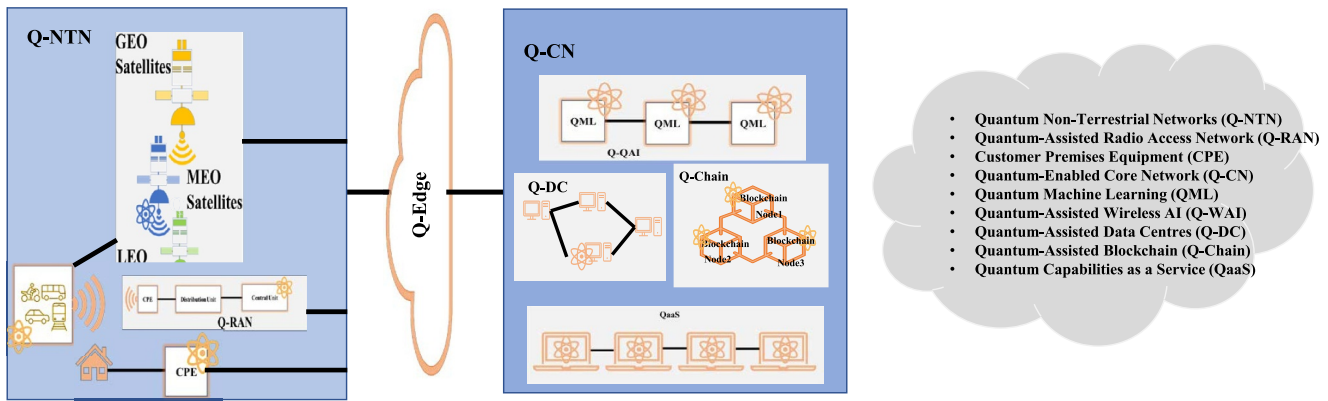 Q-NTN
GEO
Satellites
MEO
Satellites
LEO
CPE
Distribution Unit
Central Unit
Q-RAN
CPE
Q-Edge
Q-CN
QML
QML
QML
Q-QAI
Q-DC
Q-Chain
Blockchain
Node1
Blockchain
Node2
Blockchain
Node3
QaaS
• Quantum Non-Terrestrial Networks (Q-NTN)
• Quantum-Assisted Radio Access Network (Q-RAN)
• Customer Premises Equipment (CPE)
• Quantum-Enabled Core Network (Q-CN)
• Quantum Machine Learning (QML)
• Quantum-Assisted Wireless AI (Q-WAI)
• Quantum-Assisted Data Centres (Q-DC)
• Quantum-Assisted Blockchain (Q-Chain)
• Quantum Capabilities as a Service (QaaS)